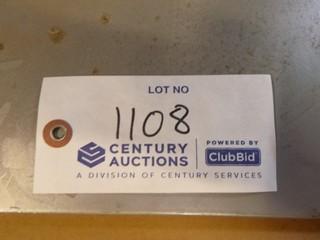 LOT NO
1108
CENTURY AUCTIONS
POWERED BY
ClubBid
A DIVISION OF CENTURY SERVICES